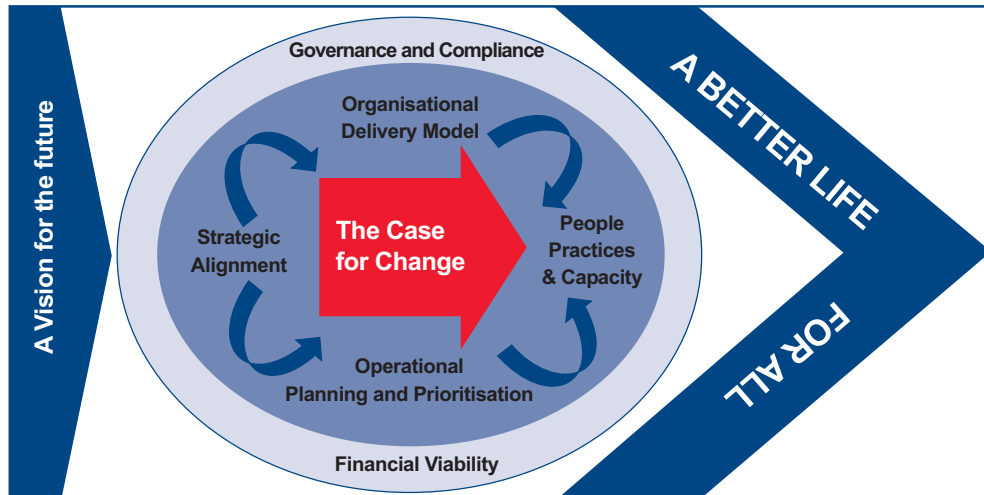 A Vision for the future
Governance and Compliance
Organisational
Delivery Model
Strategic
Alignment
The Case
for Change
People
Practices
& Capacity
Operational
Planning and Prioritisation
Financial Viability
A BETTER LIFE
FOR ALL